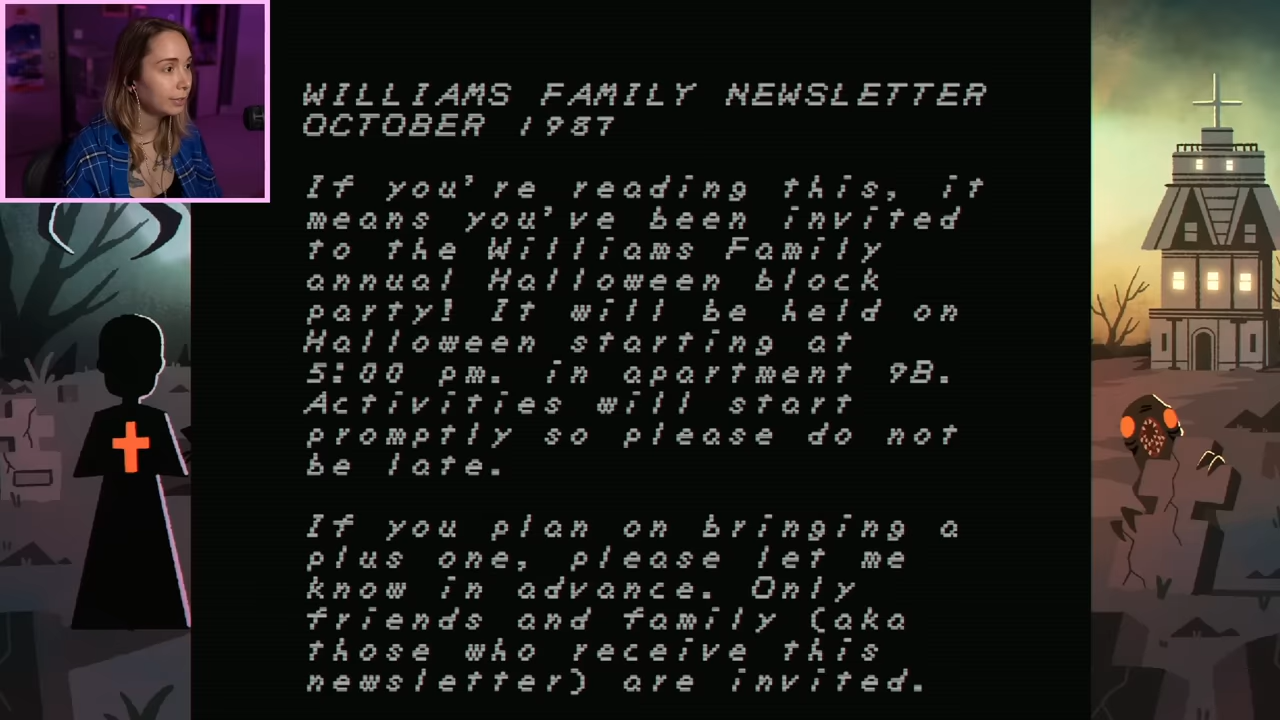 WILLIAMS FAMILY NEWSLETTER
OCTOBER 1987
If you're reading this, it
means you've been invited
to the Williams Family
annual Halloween block
party! It will be held on
Halloween starting at
5:00 pm. in apartment 9B.
Activities will start
promptly so please do not
be late.
If you plan on bringing a
plus one, please let me
know in advance. Only
friends and family (aka
those who receive this
newsletter) are invited.